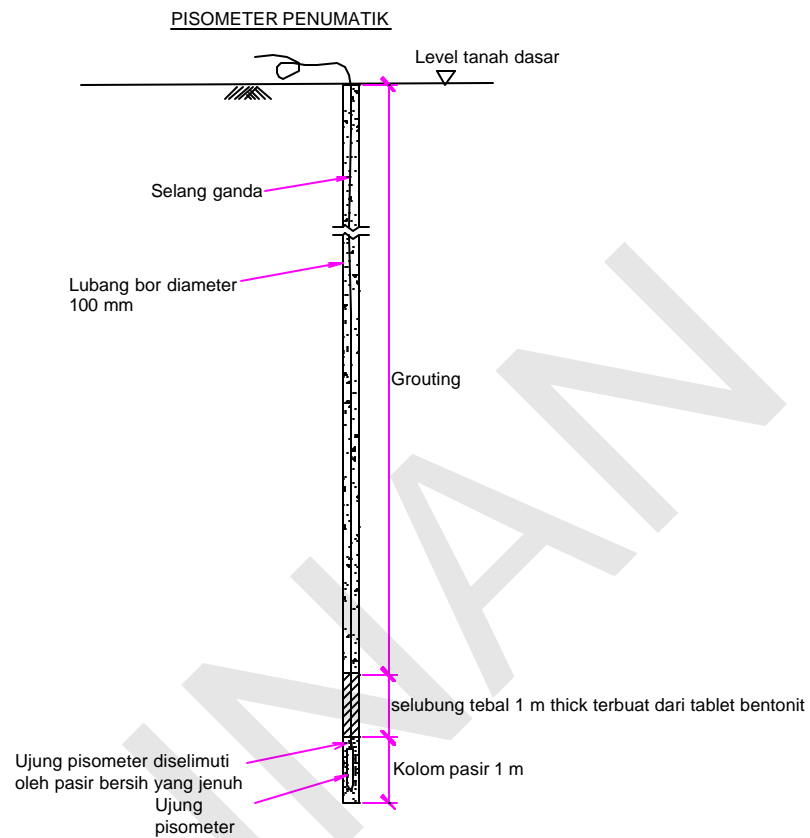 PISOMETER PENUMATIK
Level tanah dasar
Selang ganda
Lubang bor diameter
100 mm
Grouting
selubung tebal 1 m thick terbuat dari tablet bentonit
Ujung pisometer diselimuti
oleh pasir bersih yang jenuh
Kolom pasir 1 m
Ujung
pisometer
INAN